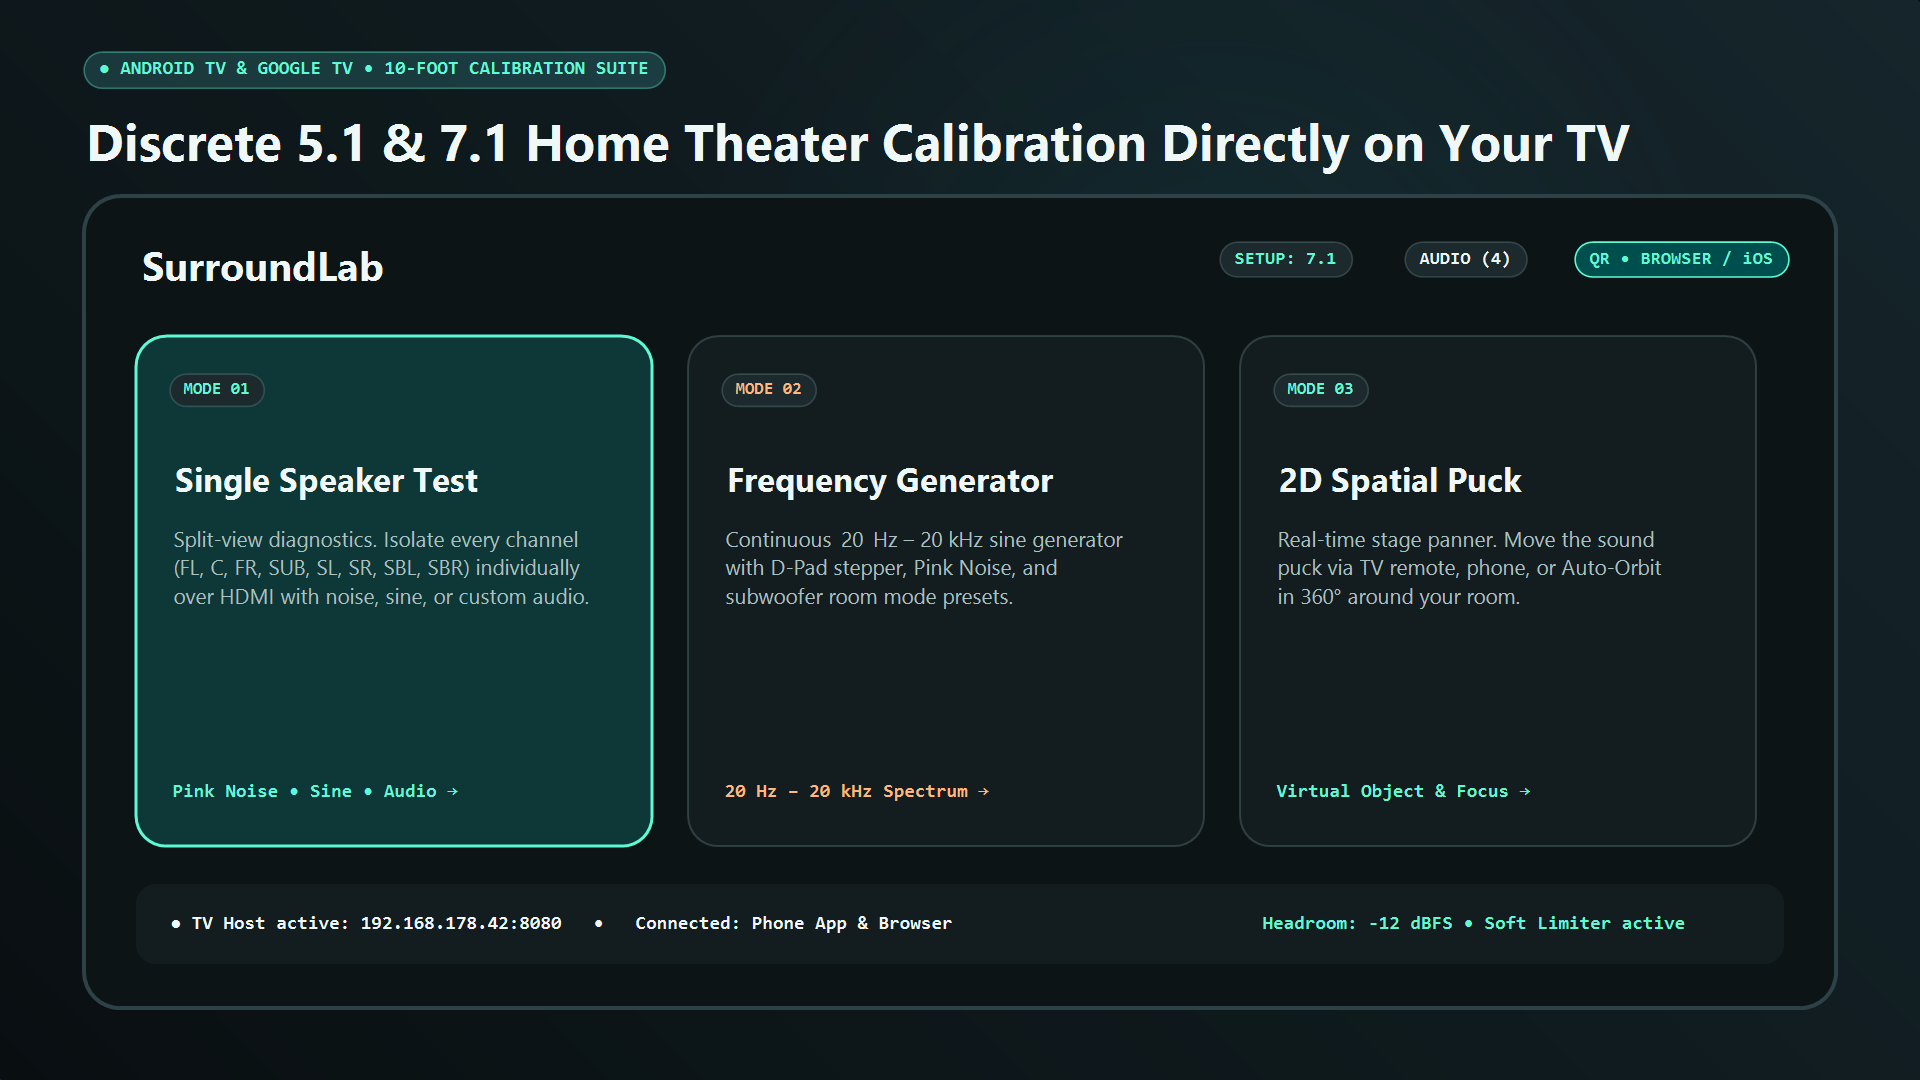 ● ANDROID TV & GOOGLE TV • 10-FOOT CALIBRATION SUITE
Discrete 5.1 & 7.1 Home Theater Calibration Directly on Your TV
SurroundLab
SETUP: 7.1
AUDIO (4)
QR • BROWSER / iOS
MODE 01
Single Speaker Test
Split-view diagnostics. Isolate every channel
(FL, C, FR, SUB, SL, SR, SBL, SBR) individually
over HDMI with noise, sine, or custom audio.
Pink Noise • Sine • Audio →
MODE 02
Frequency Generator
Continuous 20 Hz – 20 kHz sine generator
with D-Pad stepper, Pink Noise, and
subwoofer room mode presets.
20 Hz – 20 kHz Spectrum →
MODE 03
2D Spatial Puck
Real-time stage panner. Move the sound
puck via TV remote, phone, or Auto-Orbit
in 360° around your room.
Virtual Object & Focus →
● TV Host active: 192.168.178.42:8080 • Connected: Phone App & Browser
Headroom: -12 dBFS • Soft Limiter active